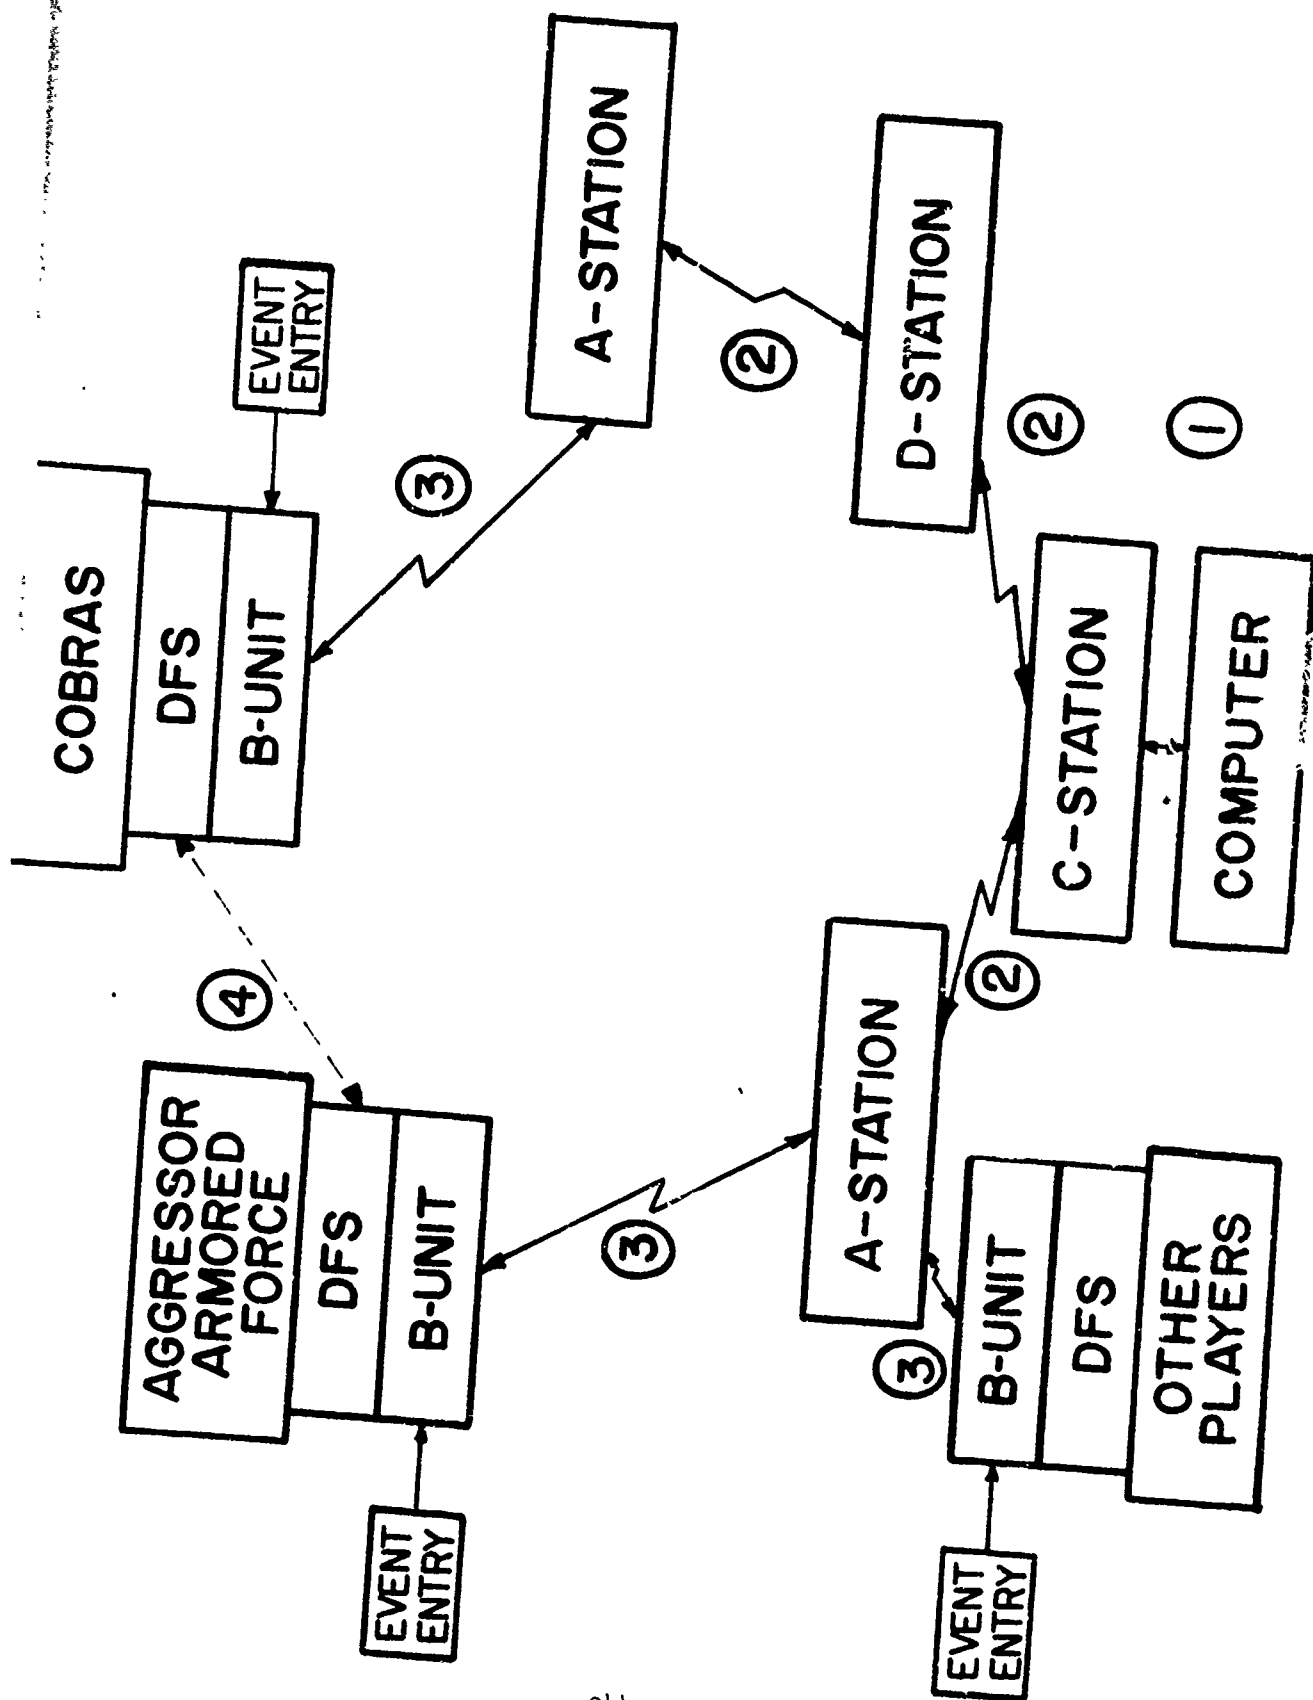 COBRAS
DFS
B-UNIT
EVENT
ENTRY
AGGRESSOR
ARMORED
FORCE
DFS
B-UNIT
EVENT
ENTRY
4
3
3
A-STATION
2
D-STATION
2
1
A-STATION
2
C-STATION
COMPUTER
3
B-UNIT
DFS
OTHER
PLAYERS
EVENT
ENTRY